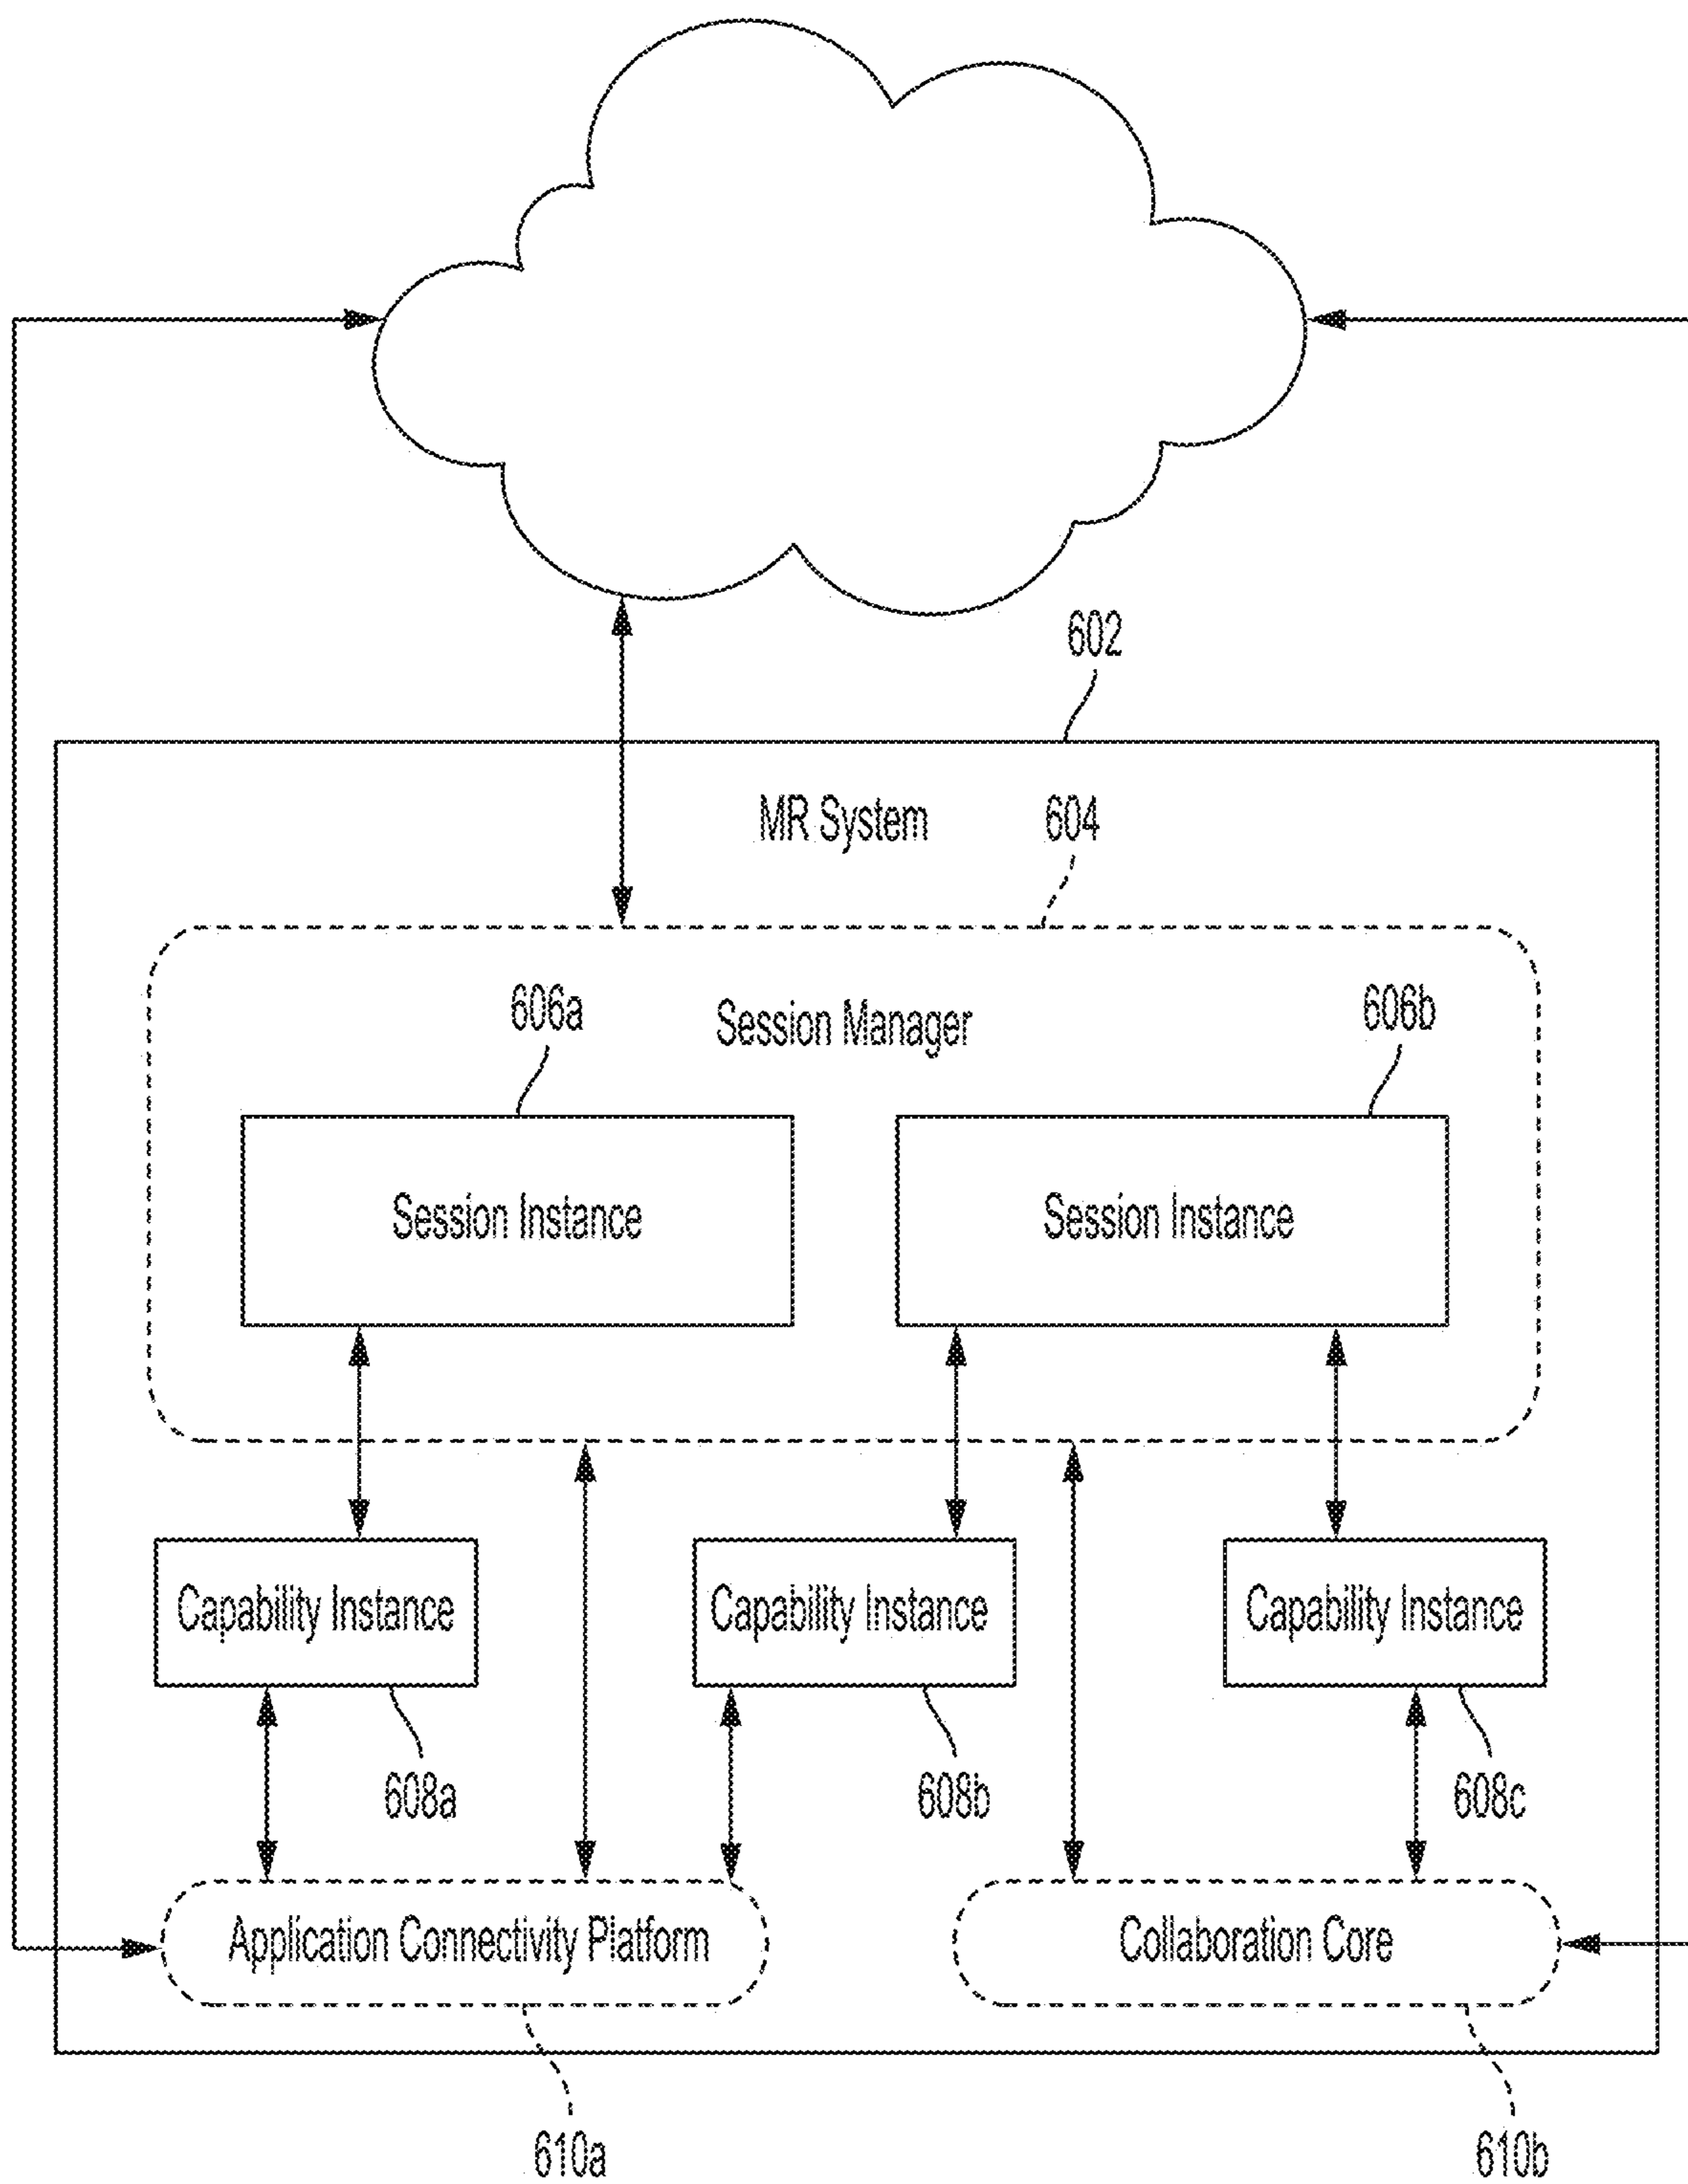 602
MR System
604
606a
Session Manager
606b
Session Instance
Session Instance
Capability Instance
Capability Instance
Capability Instance
608a
608b
608c
Application Connectivity Platform
Collaboration Core
610a
610b